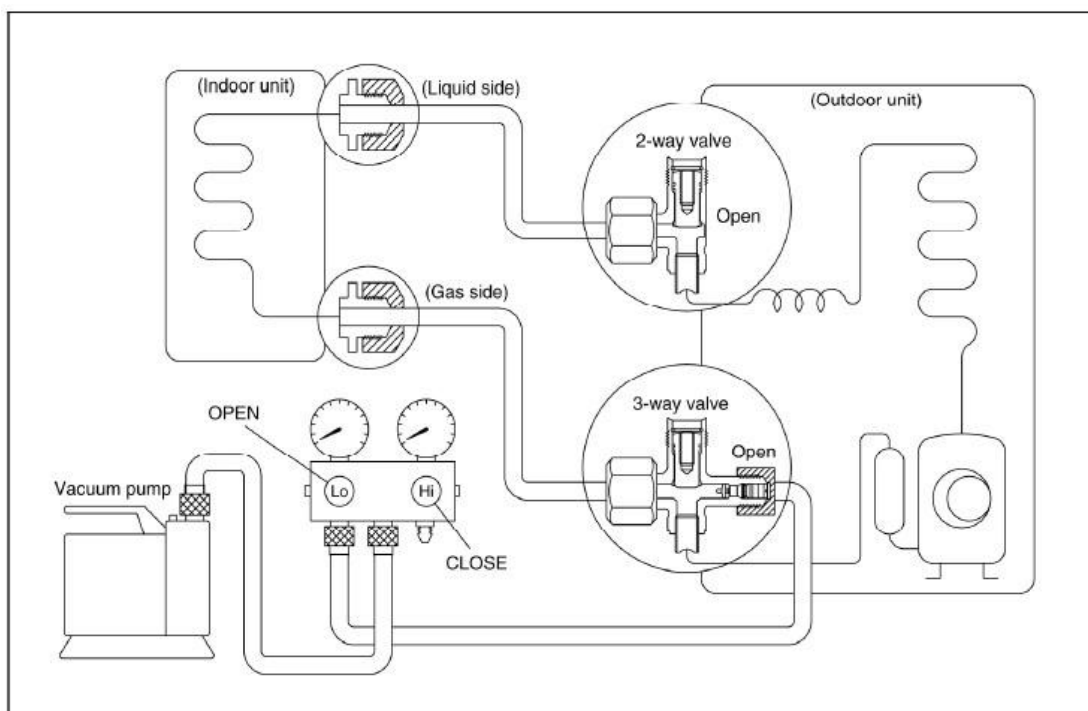 (Indoor unit)
(Liquid side)
(Outdoor unit)
2-way valve
Open
(Gas side)
3-way valve
Open
OPEN
Lo
Hi
Vacuum pump
CLOSE